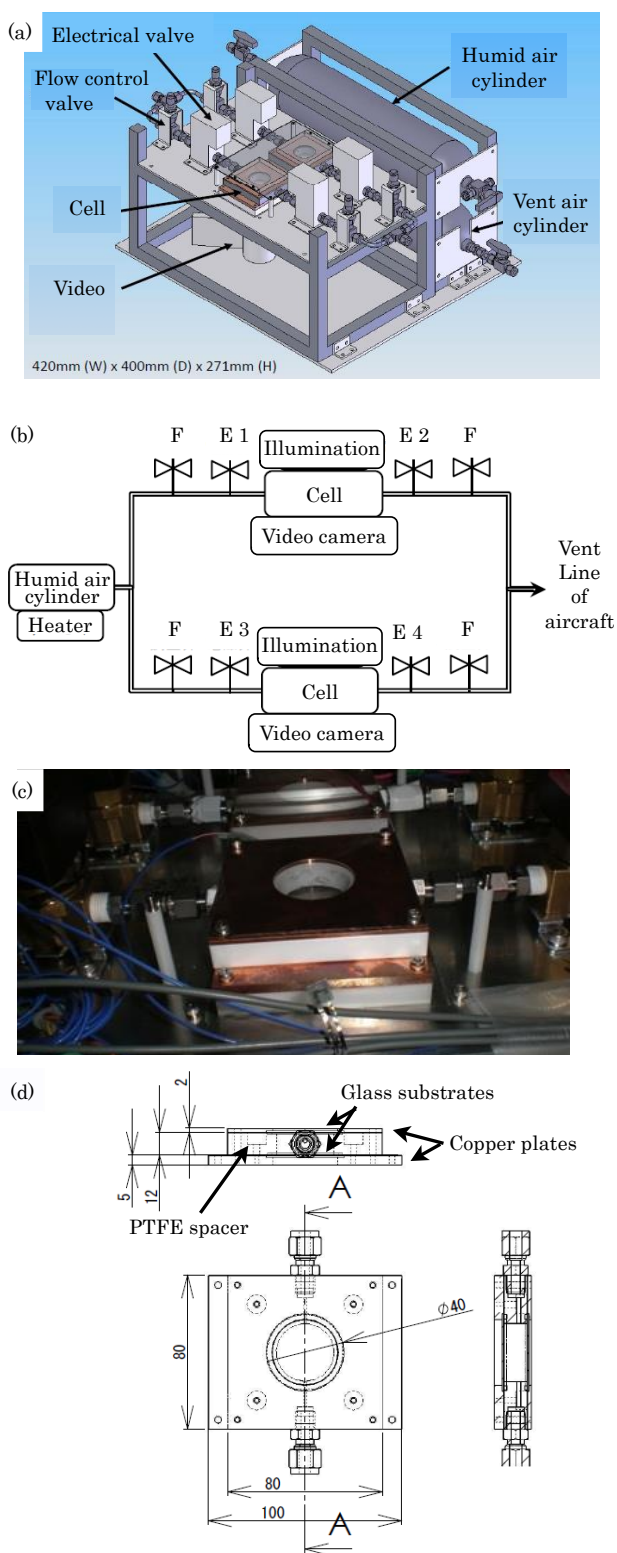 (a)
Electrical valve
Flow control
valve
Humid air
cylinder
Cell
Vent air
cylinder
Video
420mm (W) x 400mm (D) x 271mm (H)
(b)
F E 1 E 2 F
Illumination
Cell
Video camera
Humid air
cylinder
Heater
Vent
Line
of
aircraft
F E 3 E 4 F
Illumination
Cell
Video camera
(c)
(d)
2
Glass substrates
Copper plates
5
12
PTFE spacer
A
80
Ø40
80
100
A